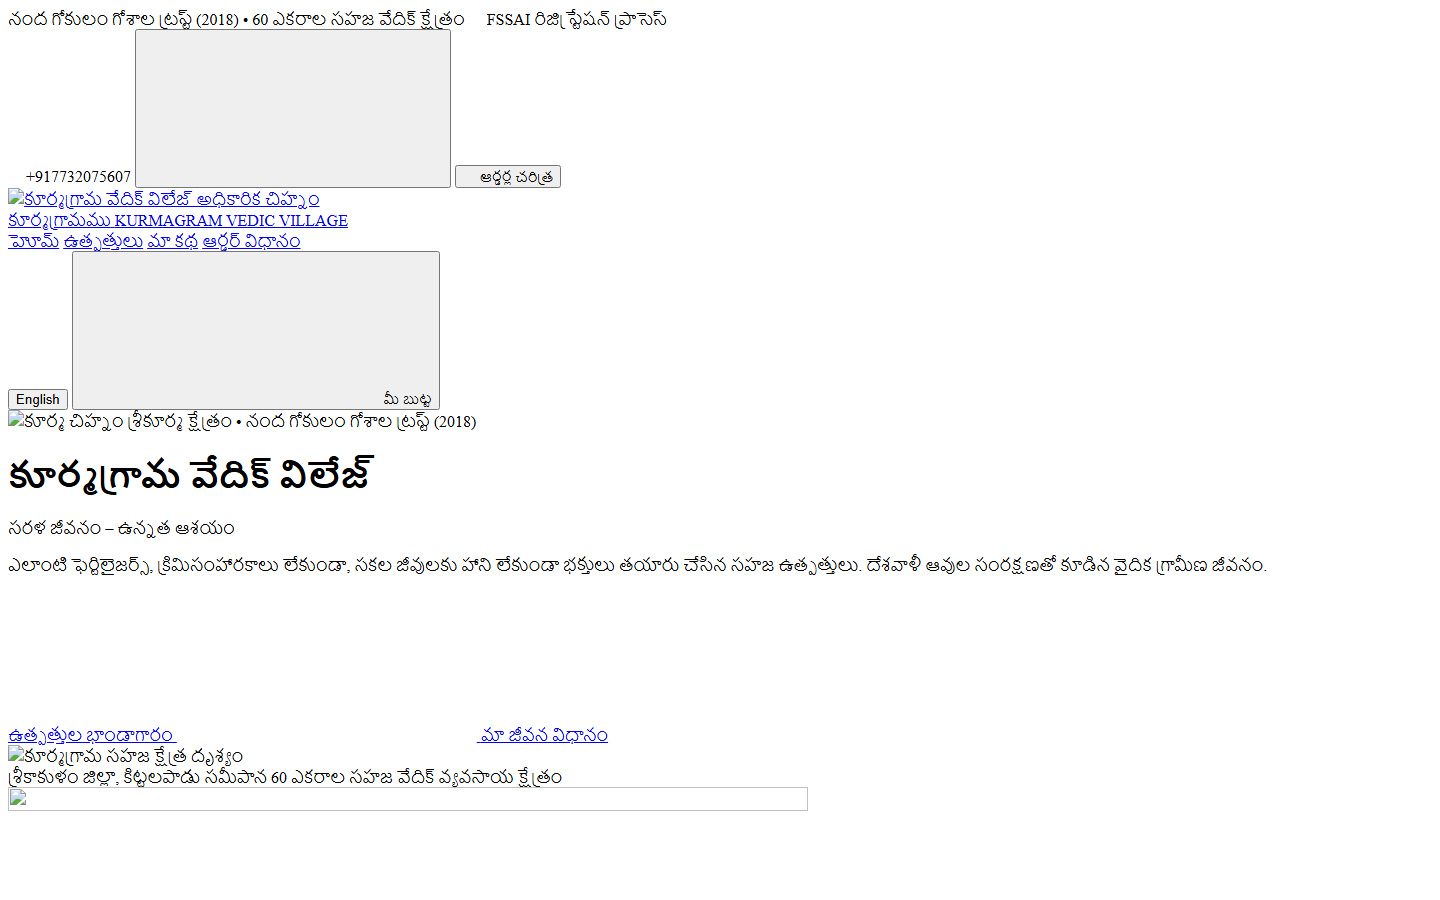 నంద గోకులం గోశాల ట్రస్ట్ (2018) • 60 ఎకరాల సహజ వేదిక్ క్షేత్రం FSSAI రిజిస్ట్రేషన్ ప్రాసెస్
+917732075607 ఆర్డర్ల చరిత్ర
కూర్మగ్రామ వేదిక్ విలేజ్ అధికారిక చిహ్నం
కూర్మగ్రామము KURMAGRAM VEDIC VILLAGE
హోమ్ ఉత్పత్తులు మా కథ ఆర్డర్ విధానం
English మీ బుట్ట
కూర్మ చిహ్నం శ్రీకూర్మ క్షేత్రం • నంద గోకులం గోశాల ట్రస్ట్ (2018)
కూర్మగ్రామ వేదిక్ విలేజ్
సరళ జీవనం – ఉన్నత ఆశయం
ఎలాంటి ఫెర్టిలైజర్స్, క్రిమిసంహారకాలు లేకుండా, సకల జీవులకు హాని లేకుండా భక్తులు తయారు చేసిన సహజ ఉత్పత్తులు. దేశవాళీ ఆవుల సంరక్షణతో కూడిన వైదిక గ్రామీణ జీవనం.
ఉత్పత్తుల భాండాగారం మా జీవన విధానం
కూర్మగ్రామ సహజ క్షేత్ర దృశ్యం
శ్రీకాకుళం జిల్లా, కిట్టలపాడు సమీపాన 60 ఎకరాల సహజ వేదిక్ వ్యవసాయ క్షేత్రం